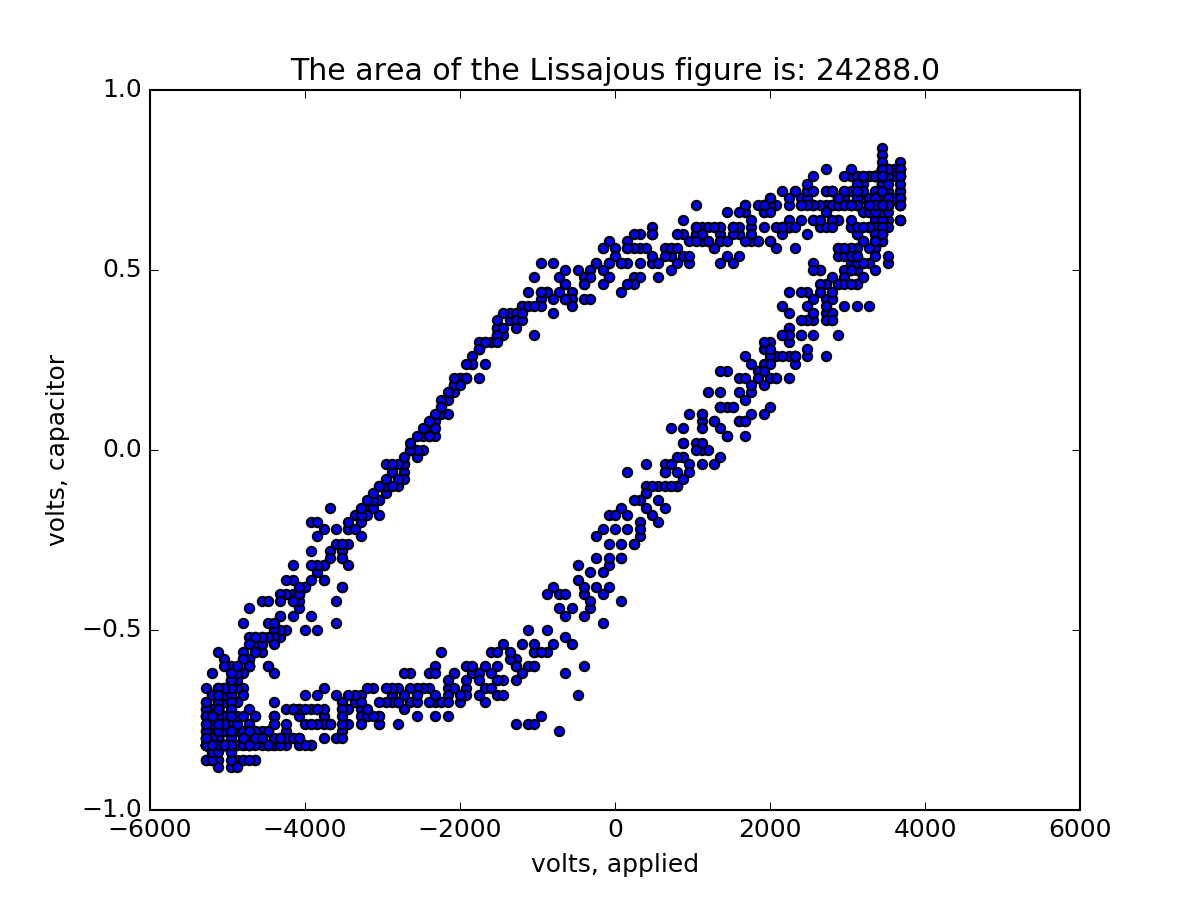 The area of the Lissajous figure is: 24288.0
1.0
0.5
0.0
−0.5
−1.0
volts, capacitor
−6000 −4000 −2000 0 2000 4000 6000
volts, applied